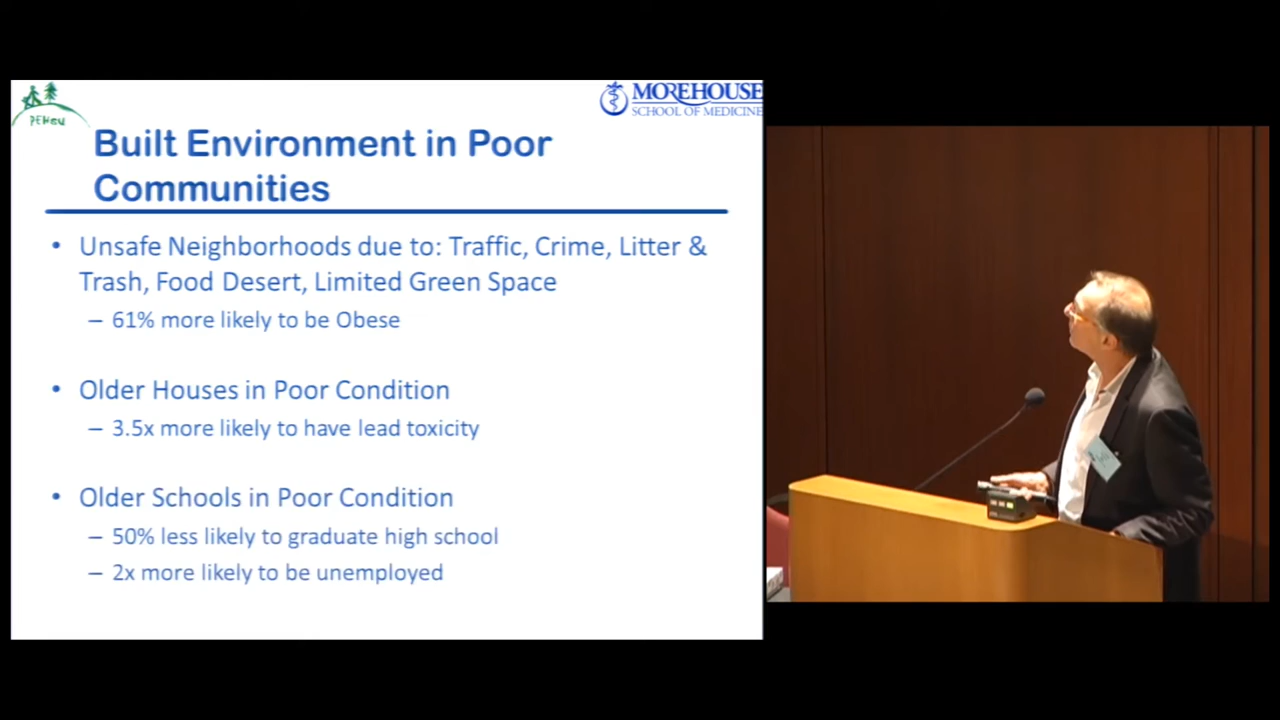 PEHSU
MOREHOUSE
SCHOOL OF MEDICINE
Built Environment in Poor
Communities
• Unsafe Neighborhoods due to: Traffic, Crime, Litter &
Trash, Food Desert, Limited Green Space
– 61% more likely to be Obese
• Older Houses in Poor Condition
– 3.5x more likely to have lead toxicity
• Older Schools in Poor Condition
– 50% less likely to graduate high school
– 2x more likely to be unemployed